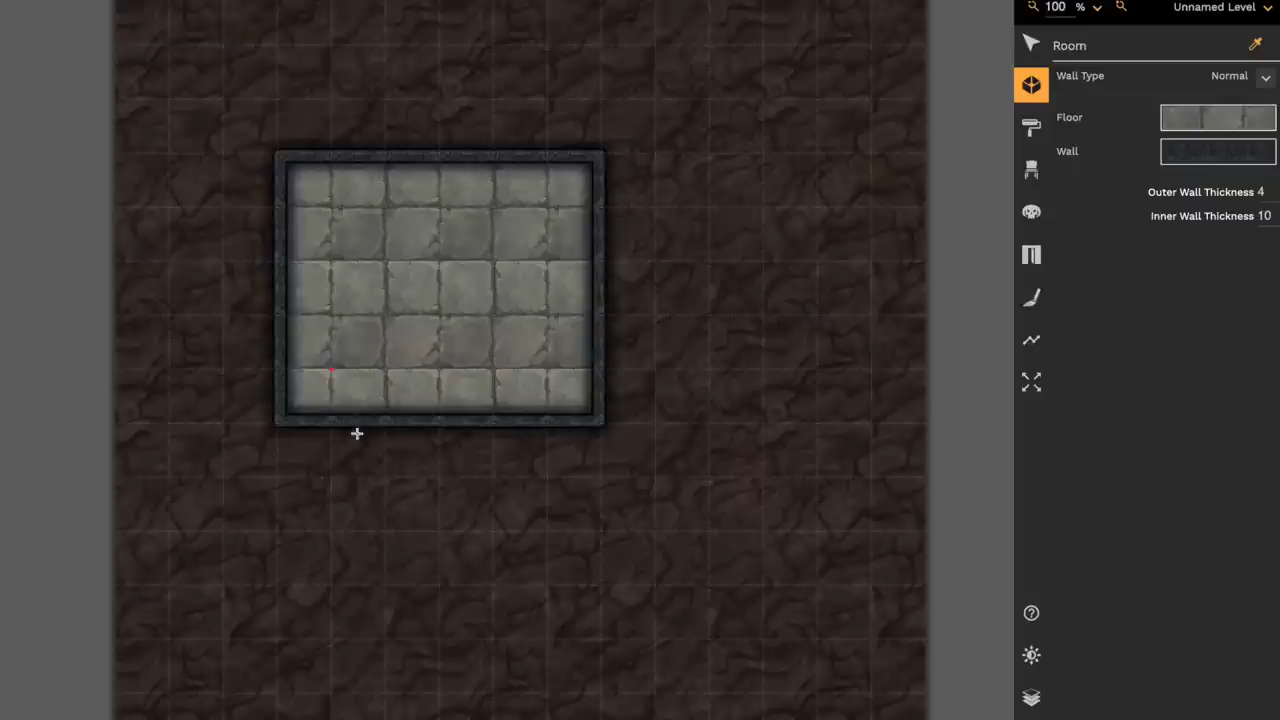 100 %
Unnamed Level
Room
Wall Type Normal
Floor
Wall
Outer Wall Thickness 4
Inner Wall Thickness 10